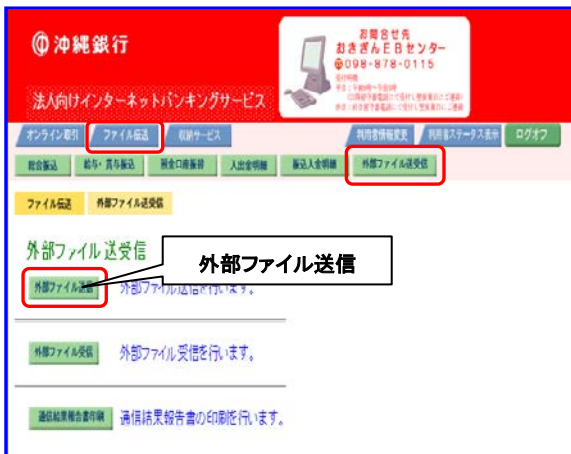 沖縄銀行
お問合せ先
おきぎんEBセンター
098-878-0115
法人向けインターネットバンキングサービス
オンライン取引 ファイル伝送 収納サービス 利用者情報変更 利用者ステータス表示 ログオフ
総合振込 給与・賞与振込 預金口座振替 入出金明細 振込入金明細 外部ファイル送受信
ファイル伝送 外部ファイル送受信
外部ファイル送受信
外部ファイル送信
外部ファイル送信 外部ファイル送信を行います。
外部ファイル受信 外部ファイル受信を行います。
通信結果報告書印刷 通信結果報告書の印刷を行います。